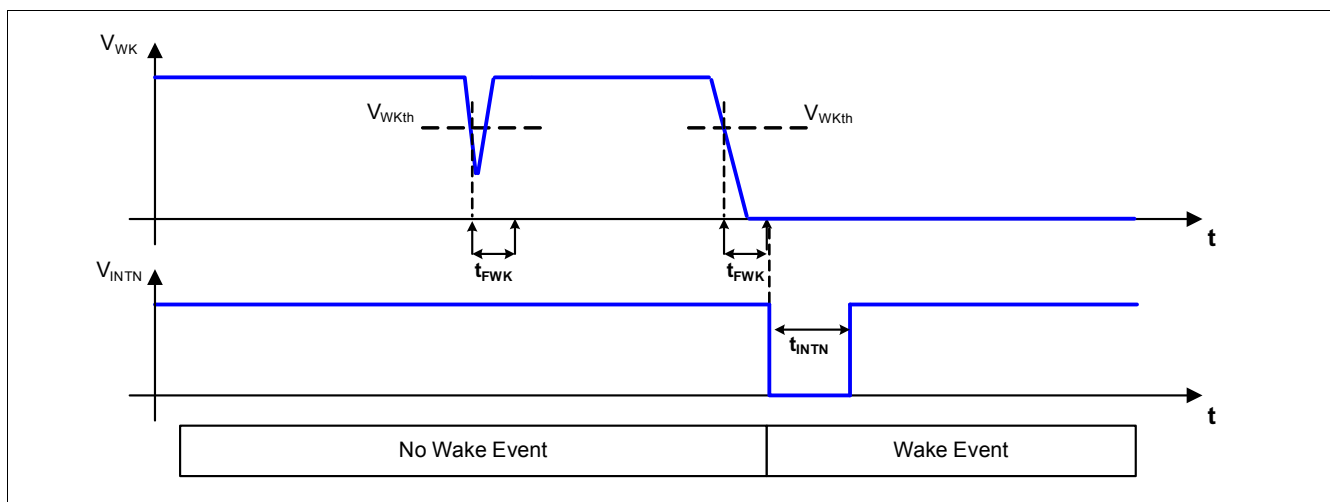 VWK
VWKth
VWKth
t
tFWK
tFWK
VINTN
tINTN
t
No Wake Event
Wake Event